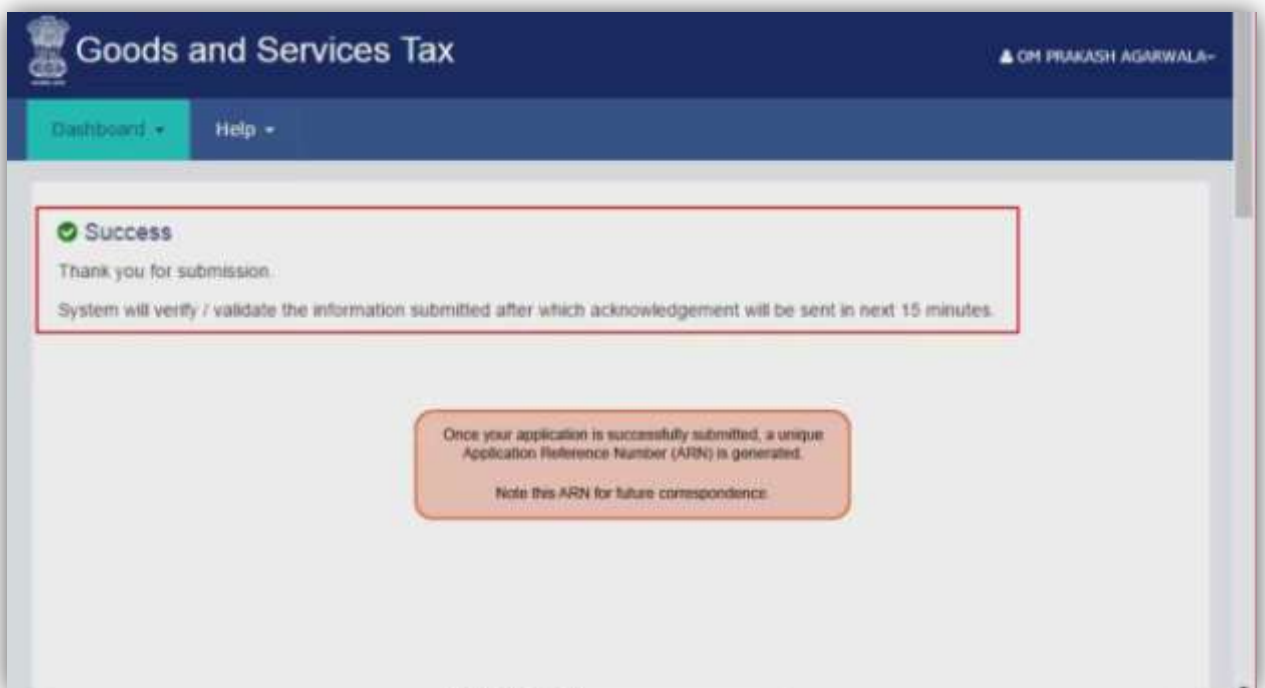 Goods and Services Tax
OM PRAKASH AGARWALA
Dashboard
Help
Success
Thank you for submission.
System will verify / validate the information submitted after which acknowledgement will be sent in next 15 minutes.
Once your application is successfully submitted, a unique
Application Reference Number (ARN) is generated.
Note this ARN for future correspondence.